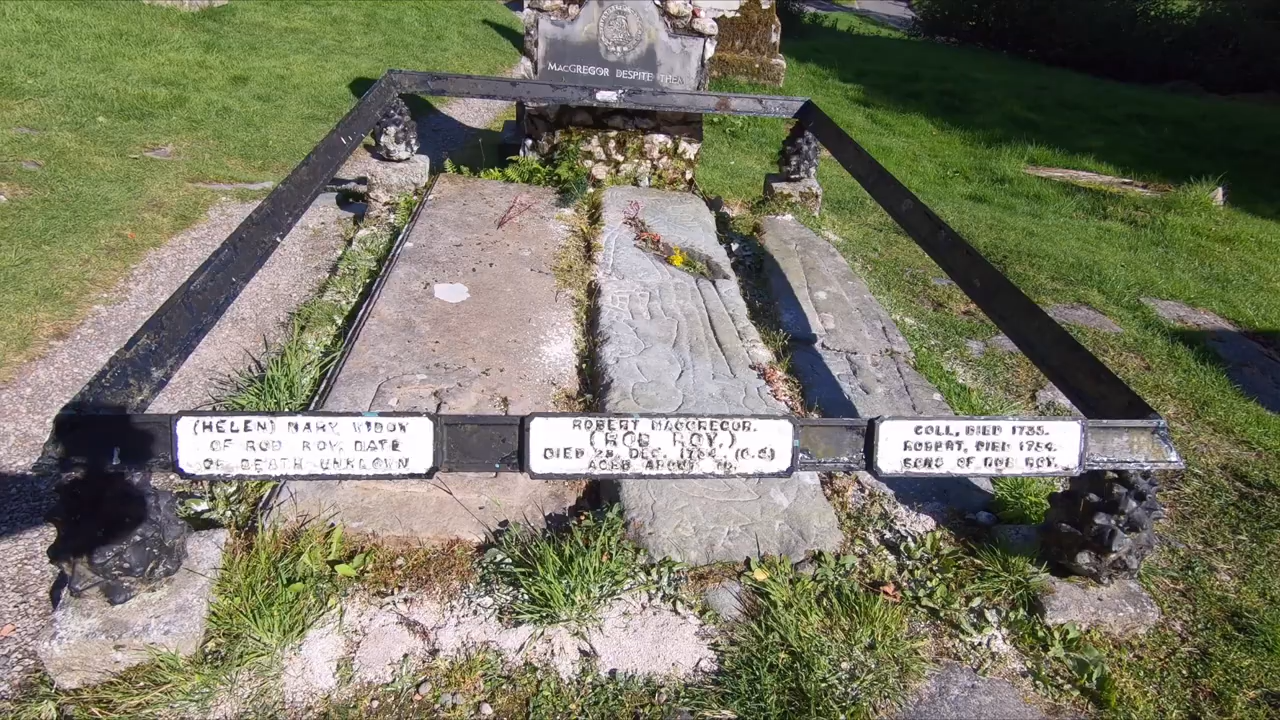 MACGREGOR DESPITE THEM
(HELEN) MARY, WIDOW
OF ROB ROY, DATE
OF DEATH UNKNOWN
ROBERT MACGREGOR.
(ROB ROY.)
DIED 28, DEC. 1734, (O.S)
AGED ABOUT 70.
COLL, DIED 1735.
ROBERT, DIED 1754.
SONS OF ROB ROY.